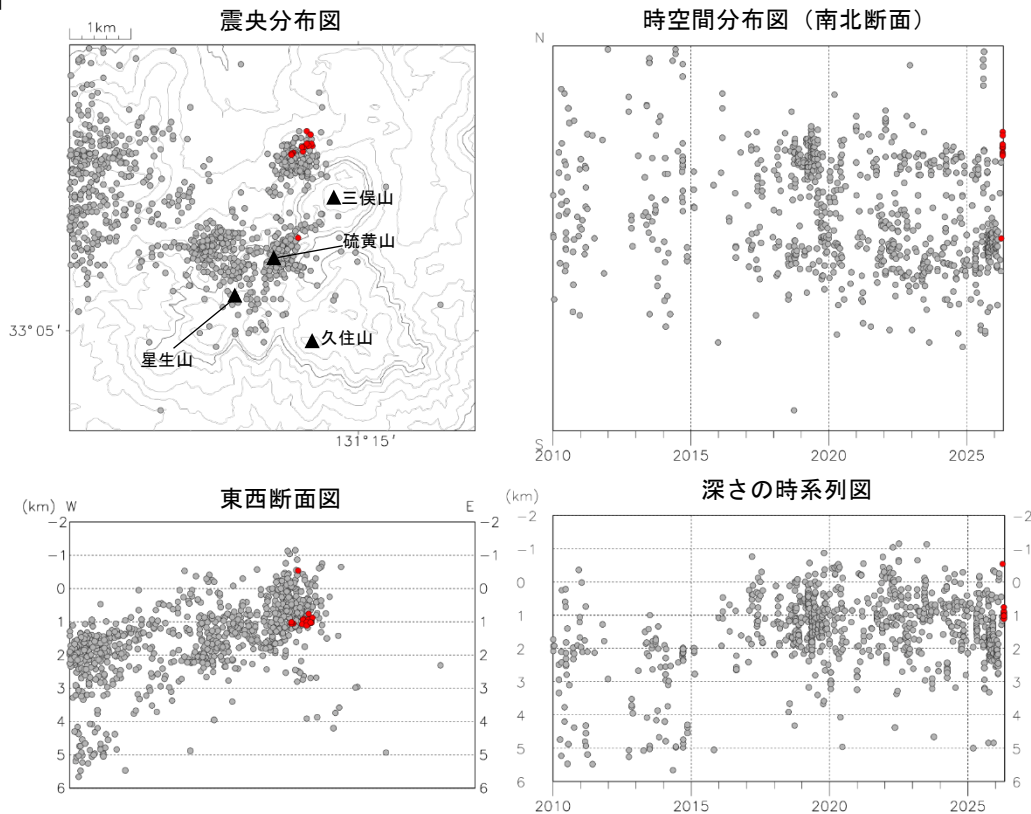 震央分布図
1km
三俣山
硫黄山
星生山
久住山
33°05′
131°15′
時空間分布図（南北断面）
N
S
2010 2015 2020 2025
東西断面図
(km) W E
-2 -2
-1 -1
0 0
1 1
2 2
3 3
4 4
5 5
6 6
深さの時系列図
(km)
-2 -2
-1 -1
0 0
1 1
2 2
3 3
4 4
5 5
6 6
2010 2015 2020 2025